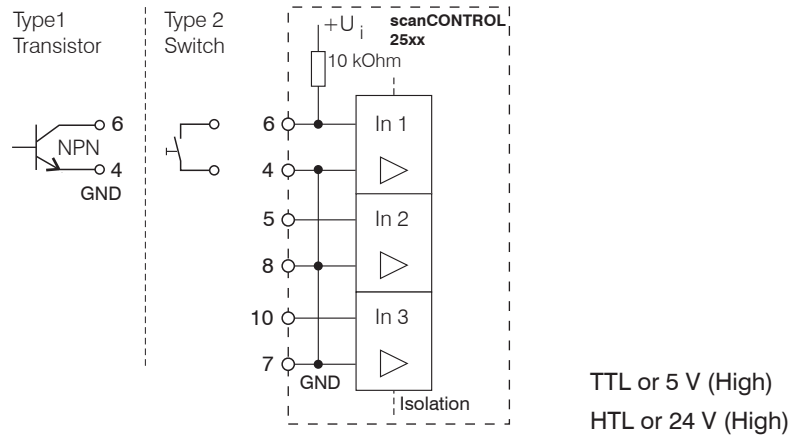 Type1
Transistor
Type 2
Switch
+U i
scanCONTROL
25xx
10 kOhm
6
NPN
4
GND
6
In 1
4
5
In 2
8
10
In 3
7
GND
Isolation
TTL or 5 V (High)
HTL or 24 V (High)